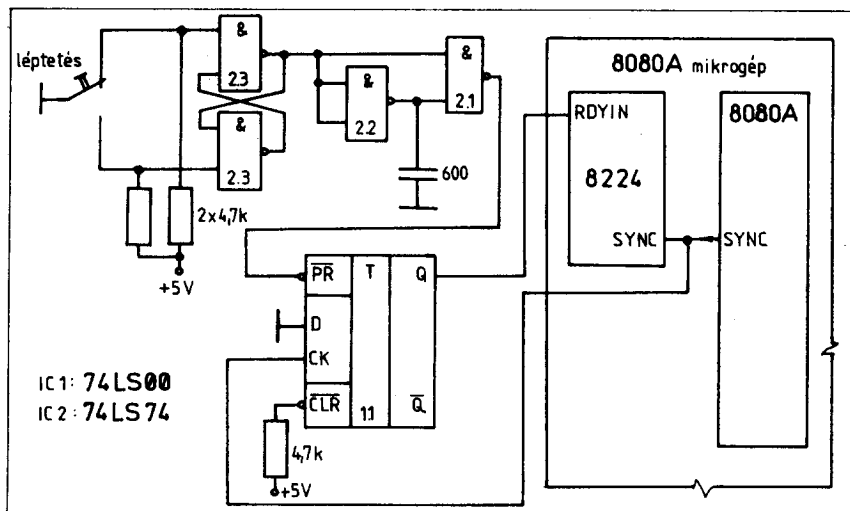 léptetés
&
2.3
&
2.3
&
2.2
&
2.1
600
2x4,7k
+5V
8080A mikrogép
RDYIN
8224
SYNC
8080A
SYNC
PR
T
Q
D
CK
CLR
11
Q
4,7k
+5V
IC1: 74LS00
IC2: 74LS74